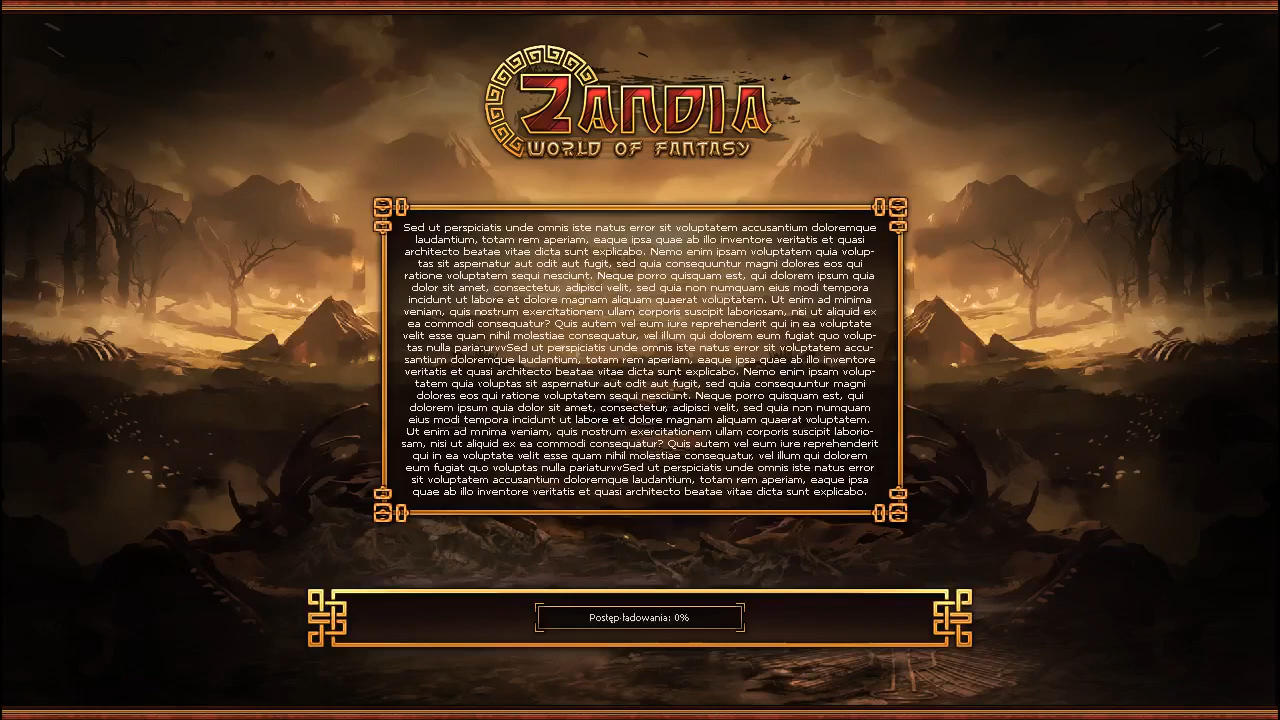 ZANDIA
WORLD OF FANTASY
Sed ut perspiciatis unde omnis iste natus error sit voluptatem accusantium doloremque
laudantium, totam rem aperiam, eaque ipsa quae ab illo inventore veritatis et quasi
architecto beatae vitae dicta sunt explicabo. Nemo enim ipsam voluptatem quia volup-
tas sit aspernatur aut odit aut fugit, sed quia consequuntur magni dolores eos qui
ratione voluptatem sequi nesciunt. Neque porro quisquam est, qui dolorem ipsum quia
dolor sit amet, consectetur, adipisci velit, sed quia non numquam eius modi tempora
incidunt ut labore et dolore magnam aliquam quaerat voluptatem. Ut enim ad minima
veniam, quis nostrum exercitationem ullam corporis suscipit laboriosam, nisi ut aliquid ex
ea commodi consequatur? Quis autem vel eum iure reprehenderit qui in ea voluptate
velit esse quam nihil molestiae consequatur, vel illum qui dolorem eum fugiat quo volup-
tas nulla pariaturvvSed ut perspiciatis unde omnis iste natus error sit voluptatem accu-
santium doloremque laudantium, totam rem aperiam, eaque ipsa quae ab illo inventore
veritatis et quasi architecto beatae vitae dicta sunt explicabo. Nemo enim ipsam volup-
tatem quia voluptas sit aspernatur aut odit aut fugit, sed quia consequuntur magni
dolores eos qui ratione voluptatem sequi nesciunt. Neque porro quisquam est, qui
dolorem ipsum quia dolor sit amet, consectetur, adipisci velit, sed quia non numquam
eius modi tempora incidunt ut labore et dolore magnam aliquam quaerat voluptatem.
Ut enim ad mnima veniam, quis nostrum exercitationem ullam corporis suscipit laborio-
sam, nisi ut aliquid ex ea commodi consequatur? Quis autem vel eum iure reprehenderit
qui in ea voluptate velit esse quam nihil molestiae consequatur, vel illum qui dolorem
eum fugiat quo voluptas nulla pariaturvvSed ut perspiciatis unde omnis iste natus error
sit voluptatem accusantium doloremque laudantium, totam rem aperiam, eaque ipsa
quae ab illo inventore veritatis et quasi architecto beatae vitae dicta sunt explicabo.
Postęp ładowania: 0%